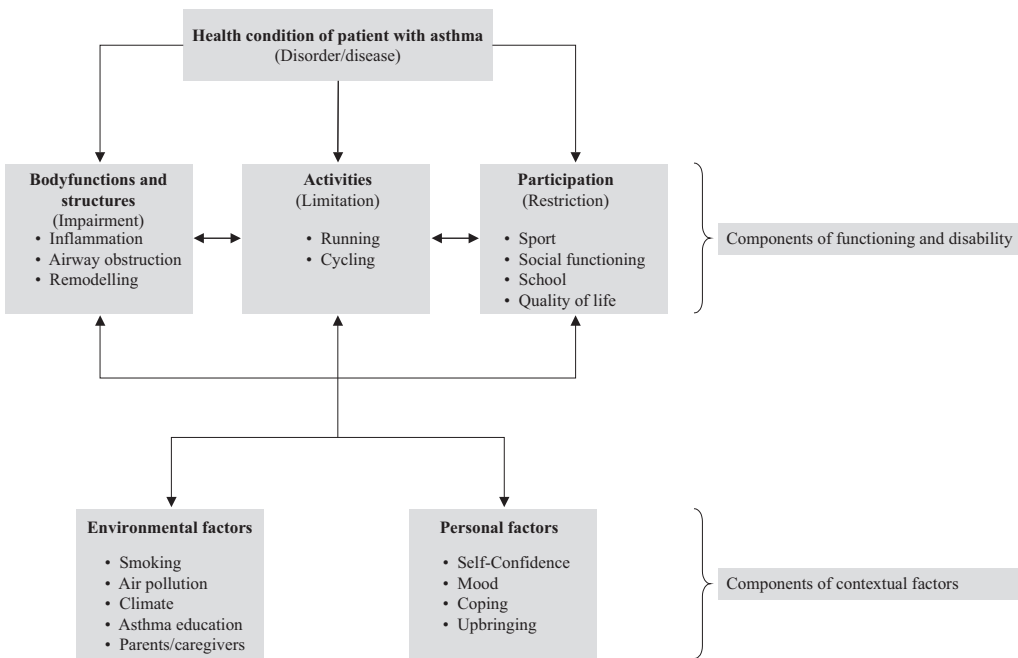 Health condition of patient with asthma
(Disorder/disease)
Bodyfunctions and
structures
(Impairment)
• Inflammation
• Airway obstruction
• Remodelling
Activities
(Limitation)
• Running
• Cycling
Participation
(Restriction)
• Sport
• Social functioning
• School
• Quality of life
Components of functioning and disability
Environmental factors
• Smoking
• Air pollution
• Climate
• Asthma education
• Parents/caregivers
Personal factors
• Self-Confidence
• Mood
• Coping
• Upbringing
Components of contextual factors